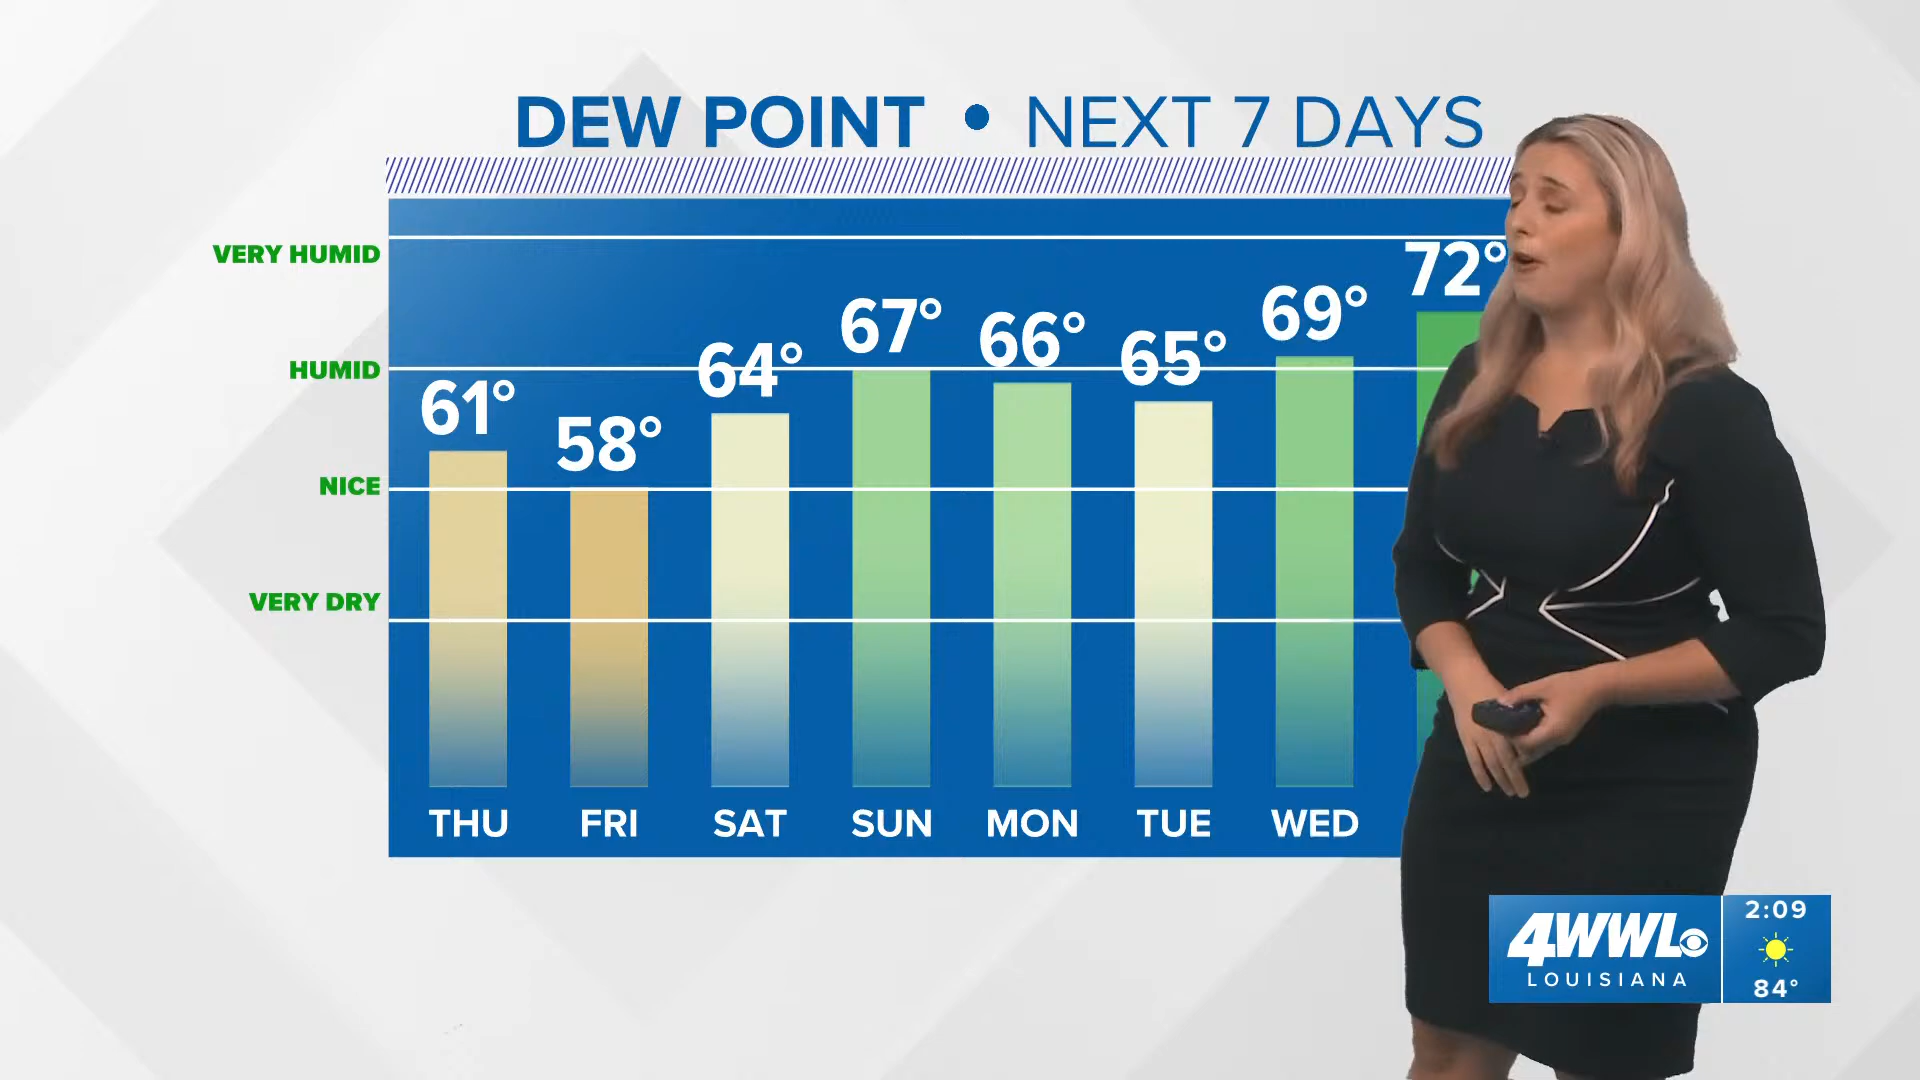 DEW POINT • NEXT 7 DAYS
VERY HUMID
HUMID
NICE
VERY DRY
61°
58°
64°
67°
66°
65°
69°
72°
THU
FRI
SAT
SUN
MON
TUE
WED
4WWL
LOUISIANA
2:09
84°